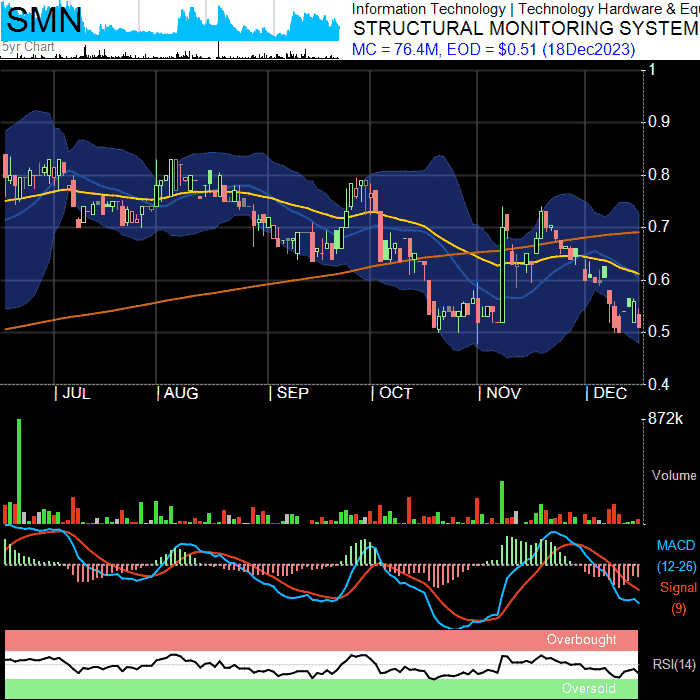 SMN
5yr Chart
Information Technology | Technology Hardware & Equ
STRUCTURAL MONITORING SYSTEM
MC = 76.4M, EOD = $0.51 (18Dec2023)
1
0.9
0.8
0.7
0.6
0.5
0.4
| JUL | AUG | SEP | OCT | NOV | DEC
872k
Volume
MACD
(12-26)
Signal
(9)
Overbought
RSI(14)
Oversold